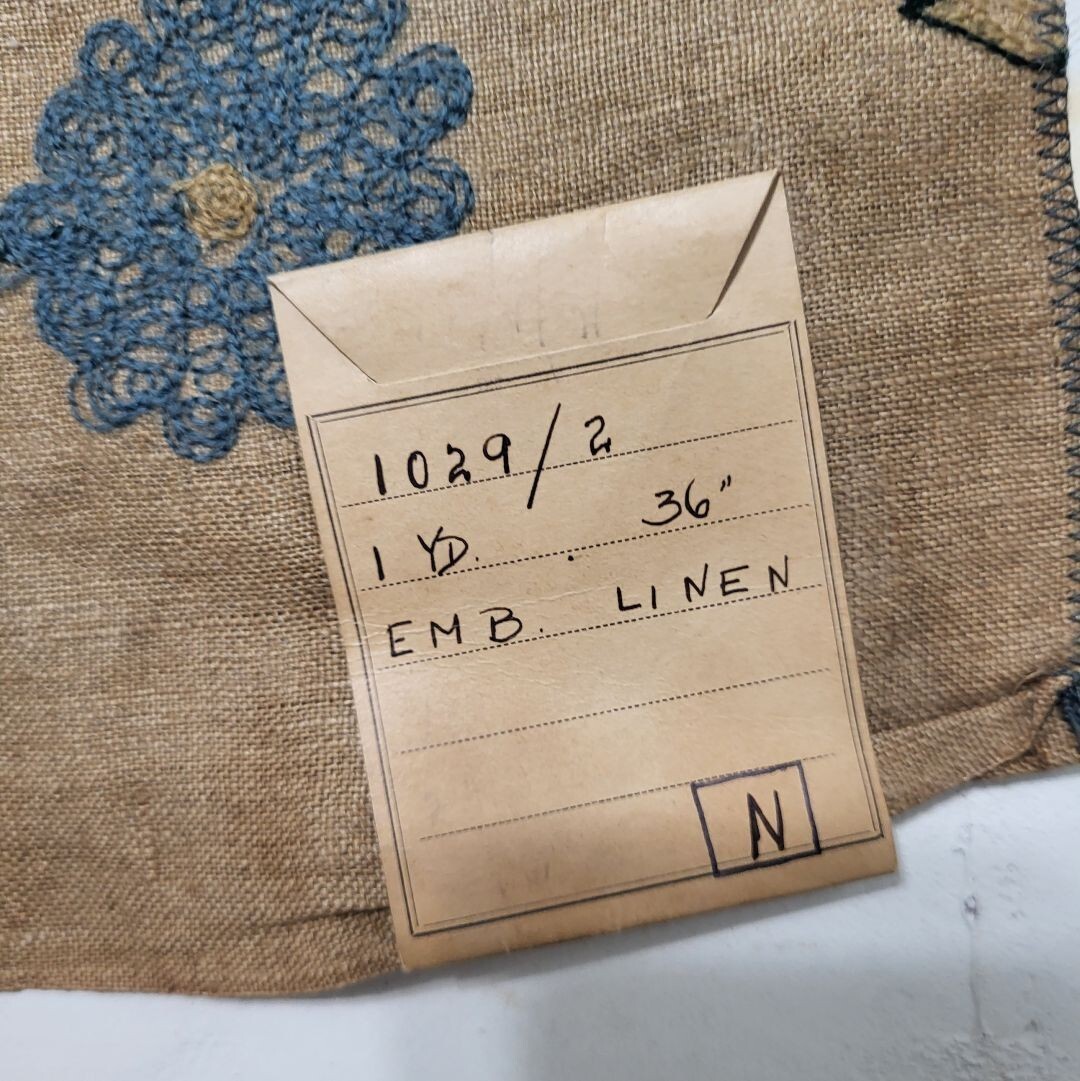 1029/2
1 YD. . 36"
EMB. LINEN
N